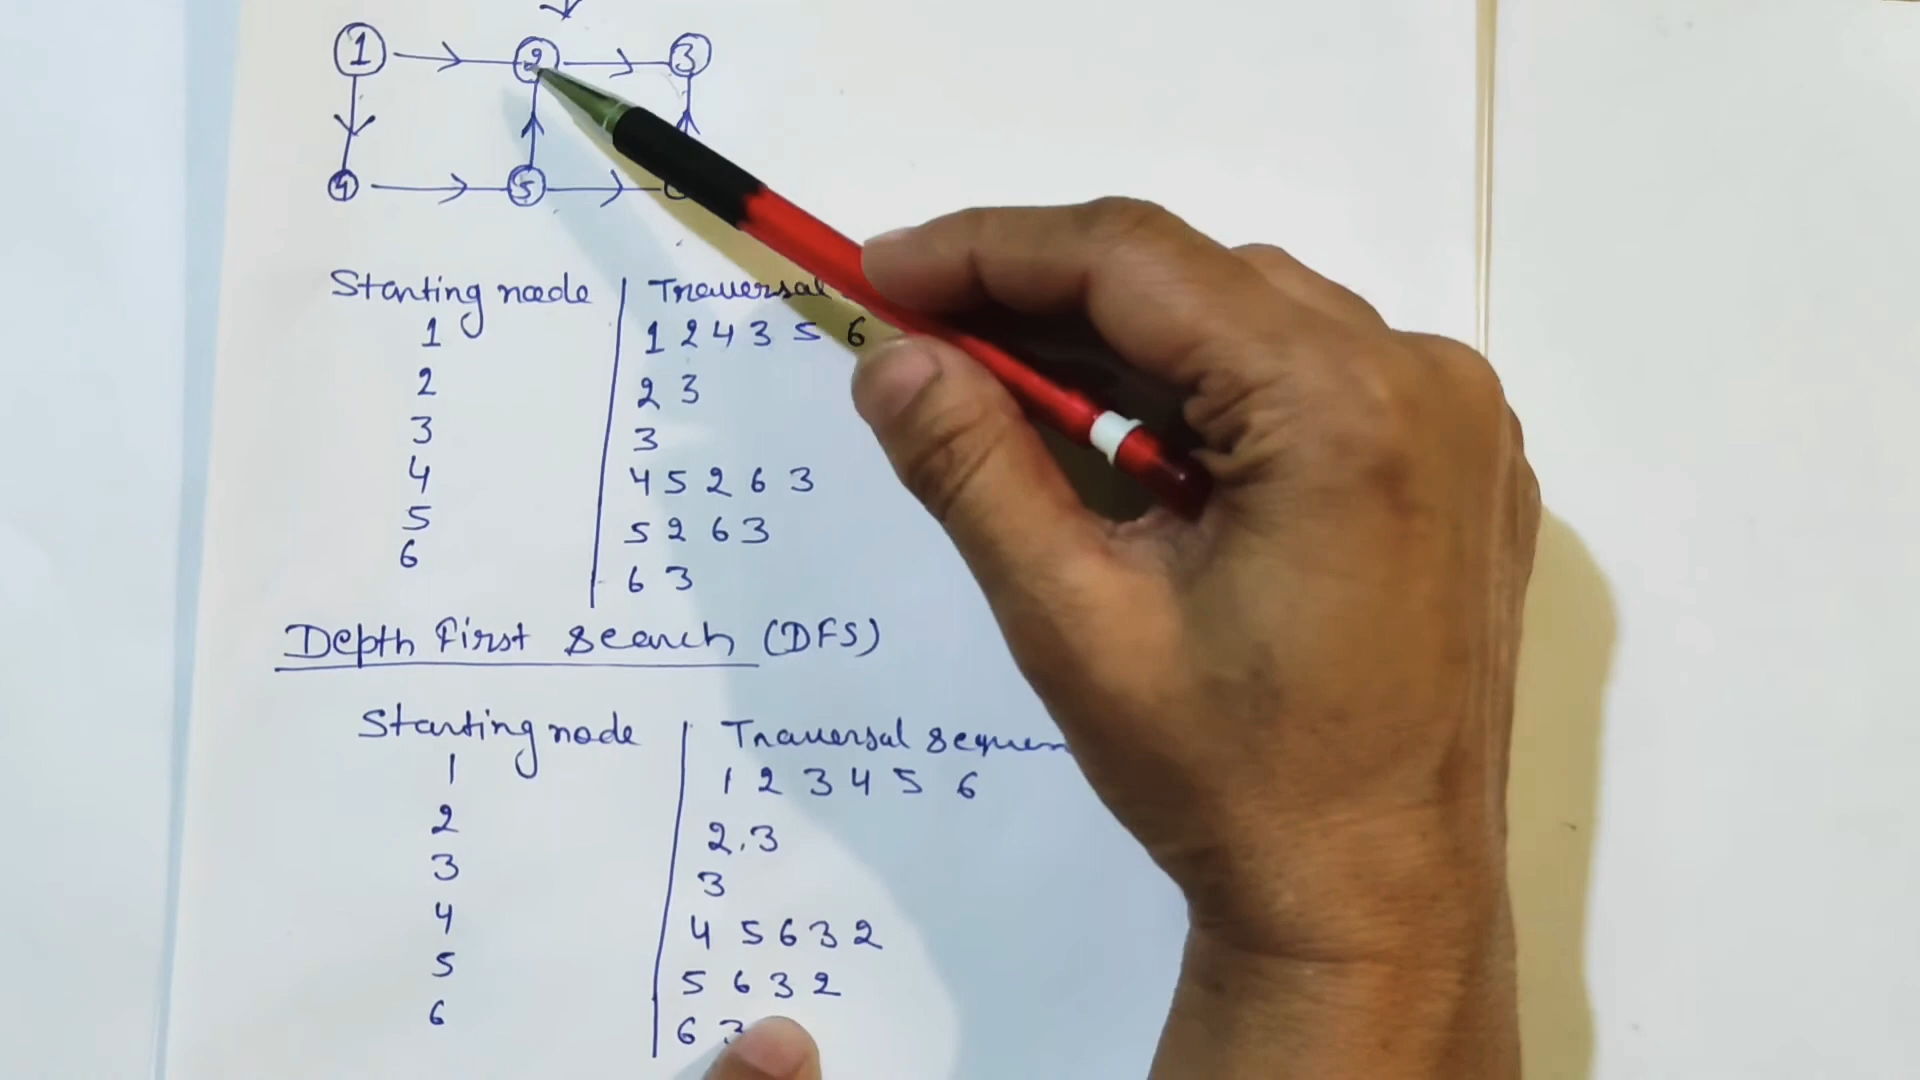 1 2 3
4 5
Starting node Traversal
1 1 2 4 3 5 6
2 2 3
3 3
4 4 5 2 6 3
5 5 2 6 3
6 6 3
Depth First Search (DFS)
Starting node Traversal sequen
1 1 2 3 4 5 6
2 2,3
3 3
4 4 5 6 3 2
5 5 6 3 2
6 6 3